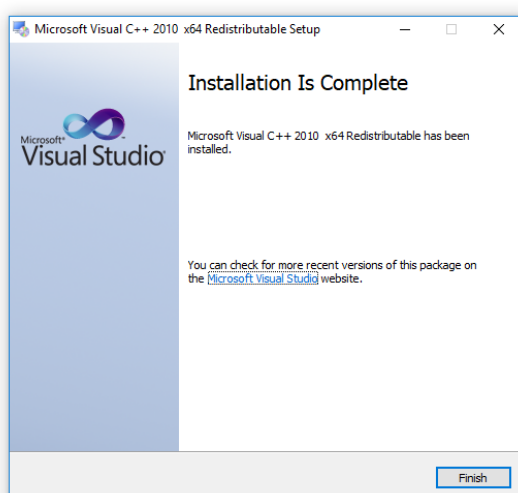 Microsoft Visual C++ 2010  x64 Redistributable Setup
Installation Is Complete
Microsoft®
Visual Studio®
Microsoft Visual C++ 2010  x64 Redistributable has been
installed.
You can check for more recent versions of this package on
the Microsoft Visual Studio website.
Finish